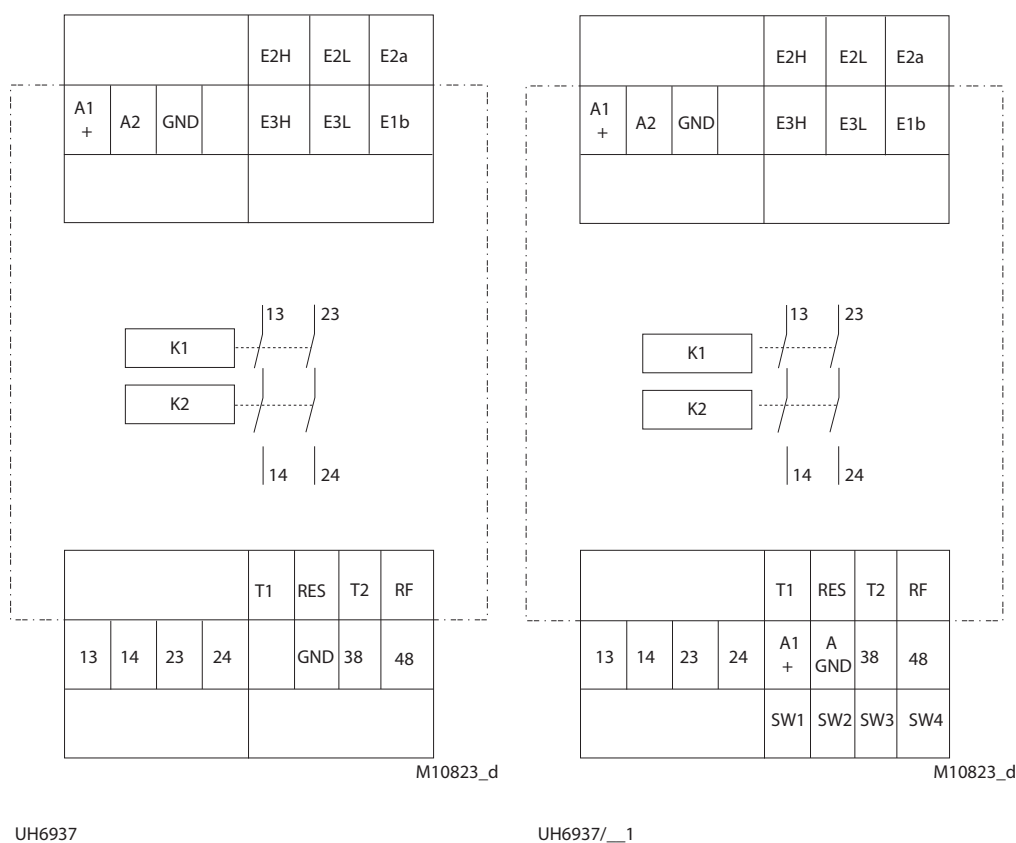 E2H E2L E2a
A1 + A2 GND E3H E3L E1b
13 23
K1
K2
14 24
T1 RES T2 RF
13 14 23 24 GND 38 48
M10823_d
UH6937
E2H E2L E2a
A1 + A2 GND E3H E3L E1b
13 23
K1
K2
14 24
T1 RES T2 RF
13 14 23 24 A1 + A GND 38 48
SW1 SW2 SW3 SW4
M10823_d
UH6937/__1